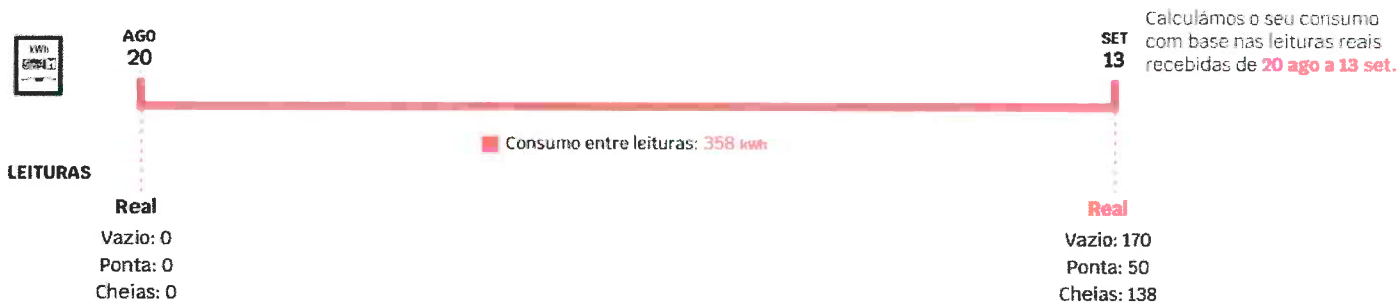 kWh
AGO
20
SET
13
Calculámos o seu consumo
com base nas leituras reais
recebidas de 20 ago a 13 set.
Consumo entre leituras: 358 kWh
LEITURAS
Real
Vazio: 0
Ponta: 0
Cheias: 0
Real
Vazio: 170
Ponta: 50
Cheias: 138